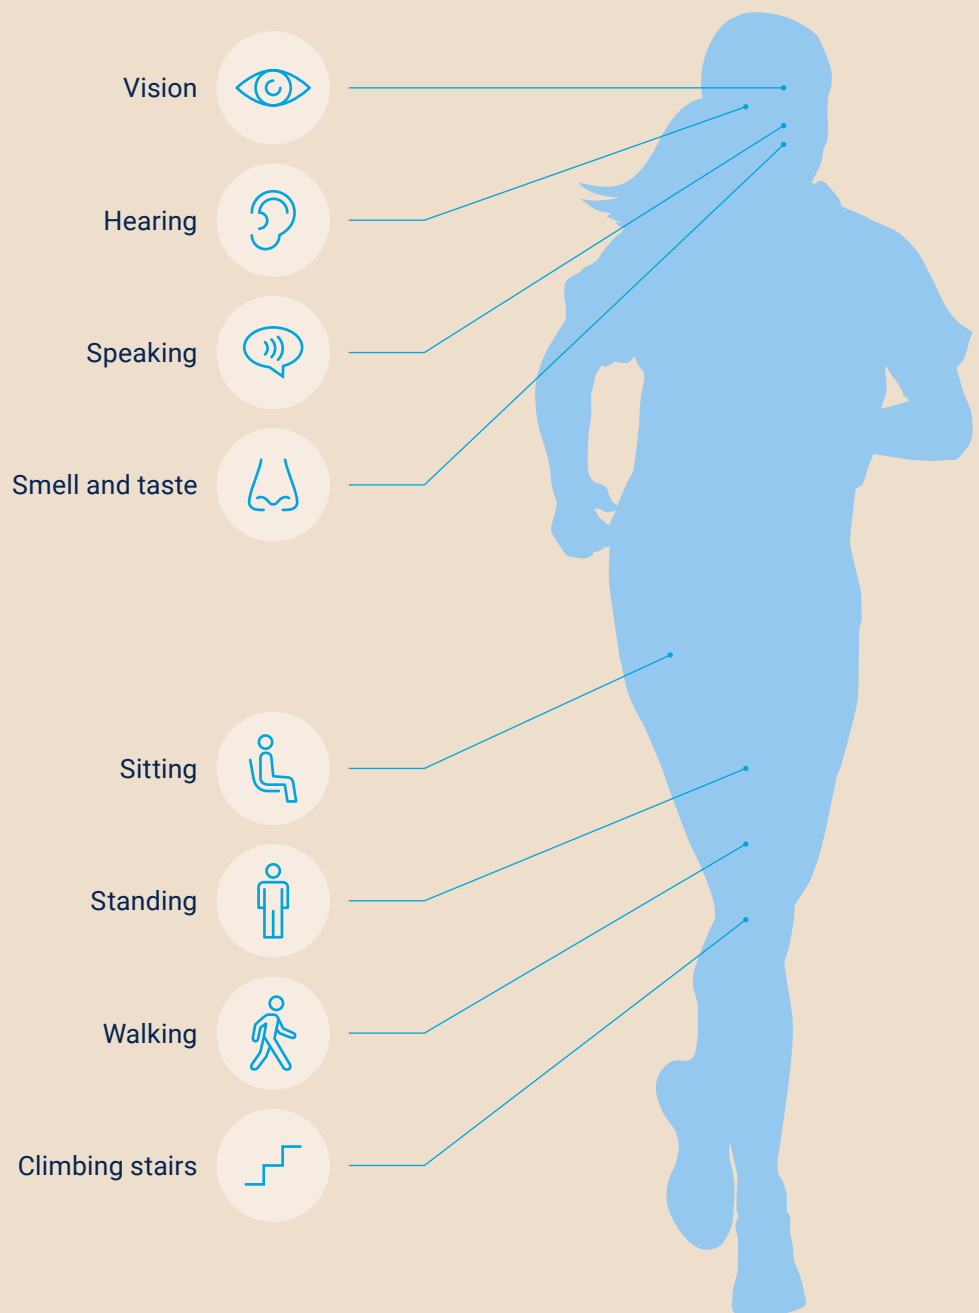 Vision
Hearing
Speaking
Smell and taste
Sitting
Standing
Walking
Climbing stairs